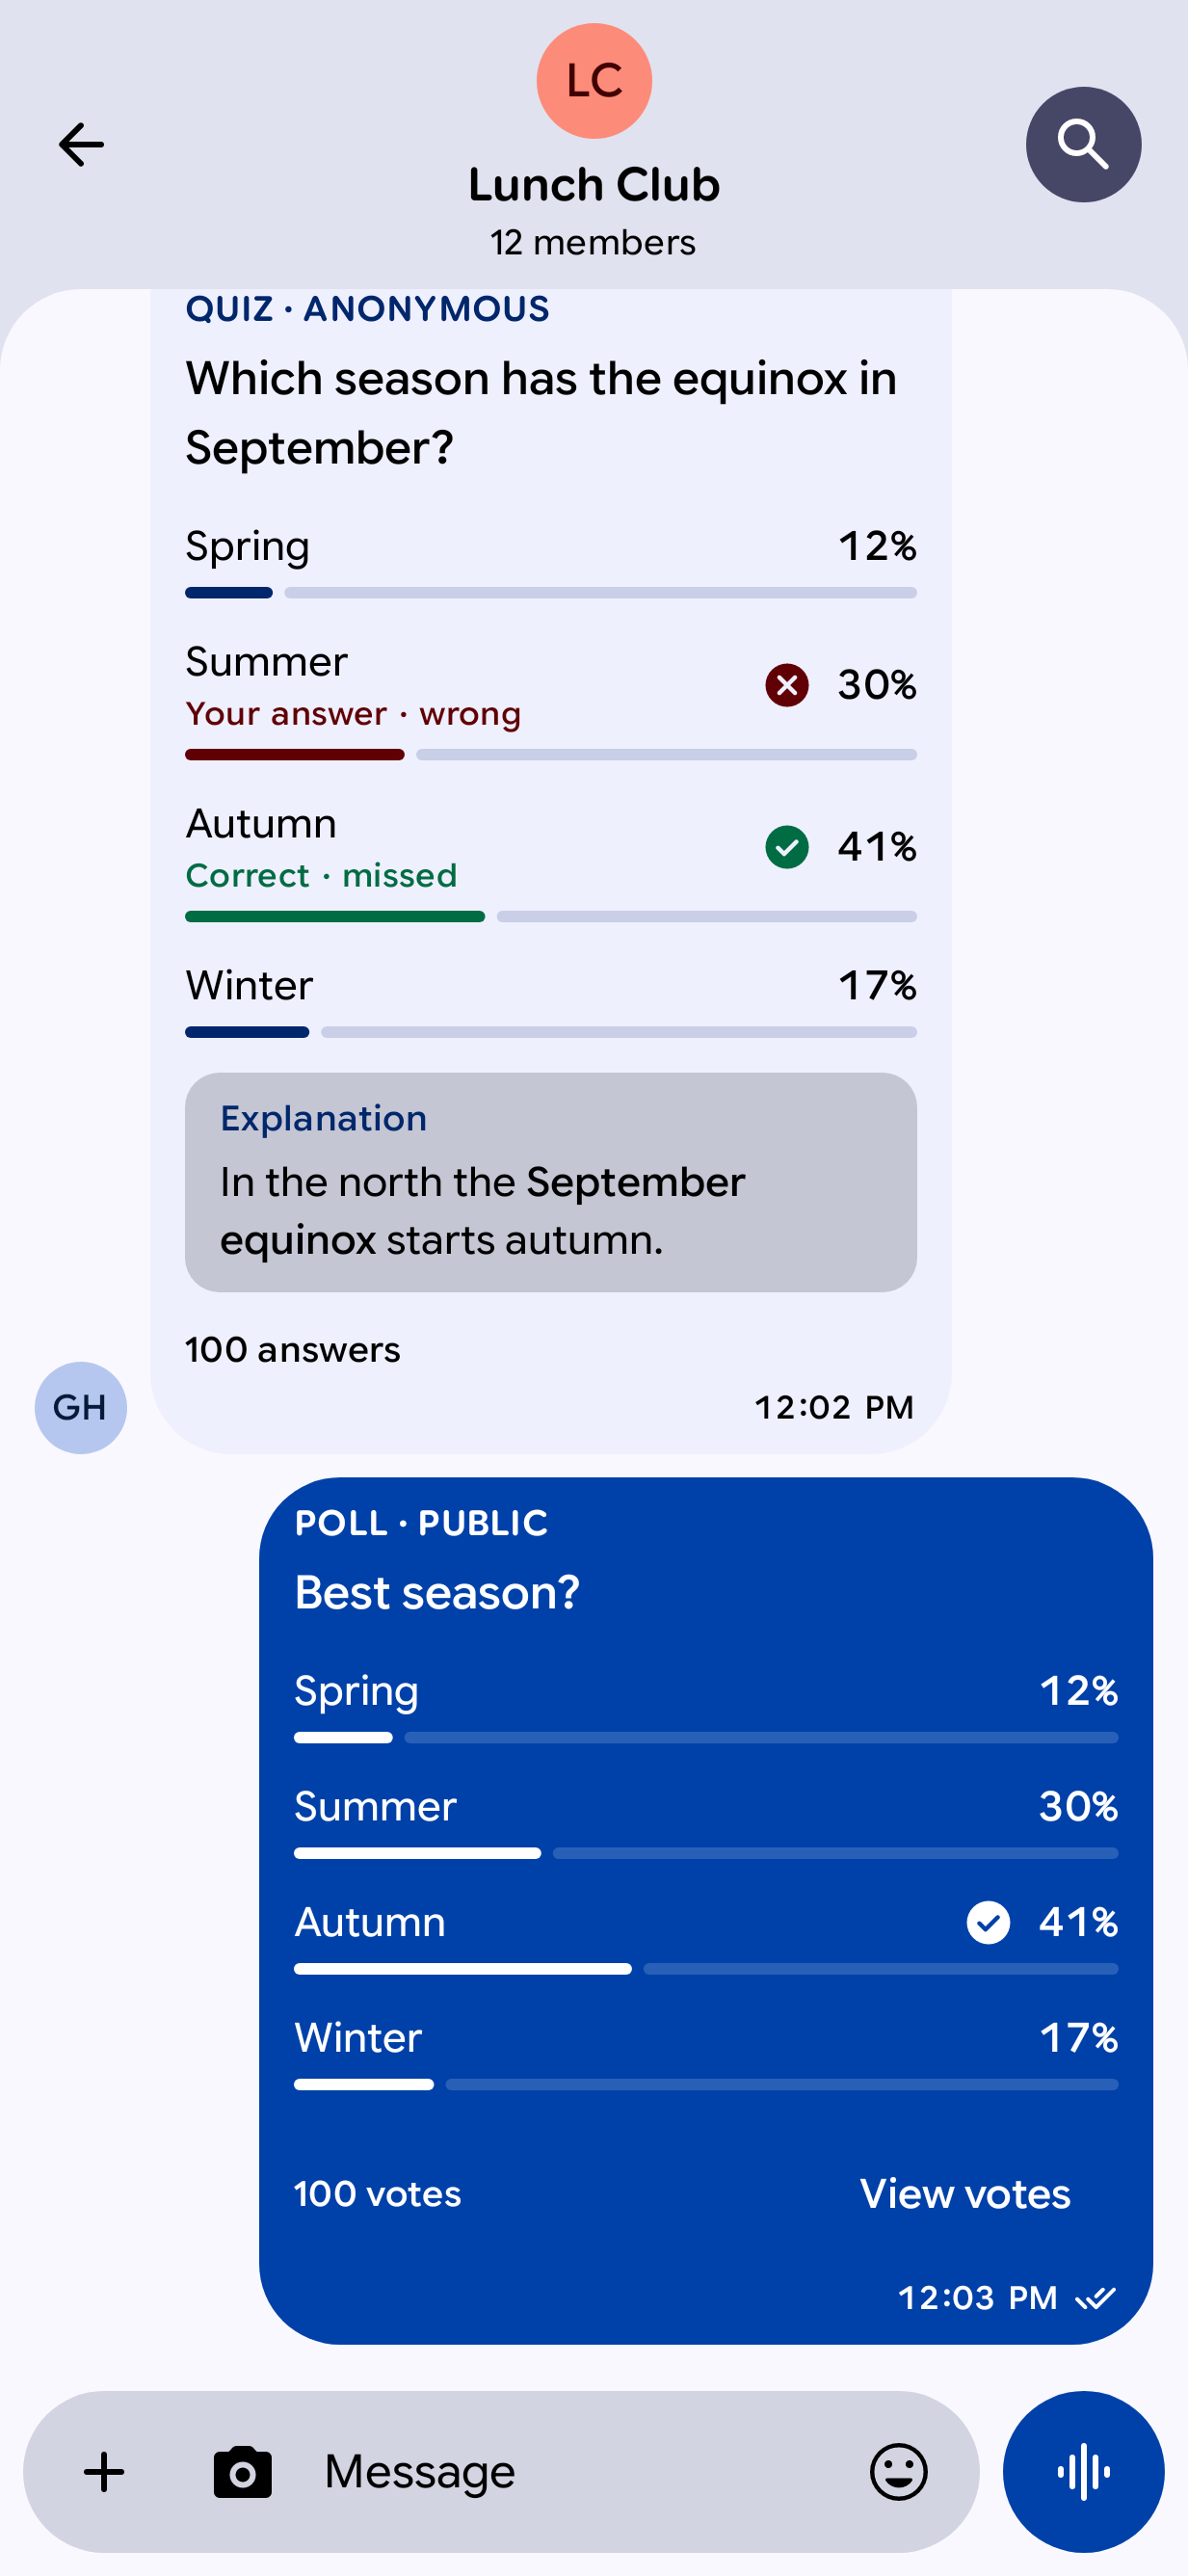 LC
Lunch Club
12 members
QUIZ · ANONYMOUS
Which season has the equinox in
September?
Spring 12%
Summer 30%
Your answer · wrong
Autumn 41%
Correct · missed
Winter 17%
Explanation
In the north the September
equinox starts autumn.
100 answers
GH
12:02 PM
POLL · PUBLIC
Best season?
Spring 12%
Summer 30%
Autumn 41%
Winter 17%
100 votes View votes
12:03 PM
Message